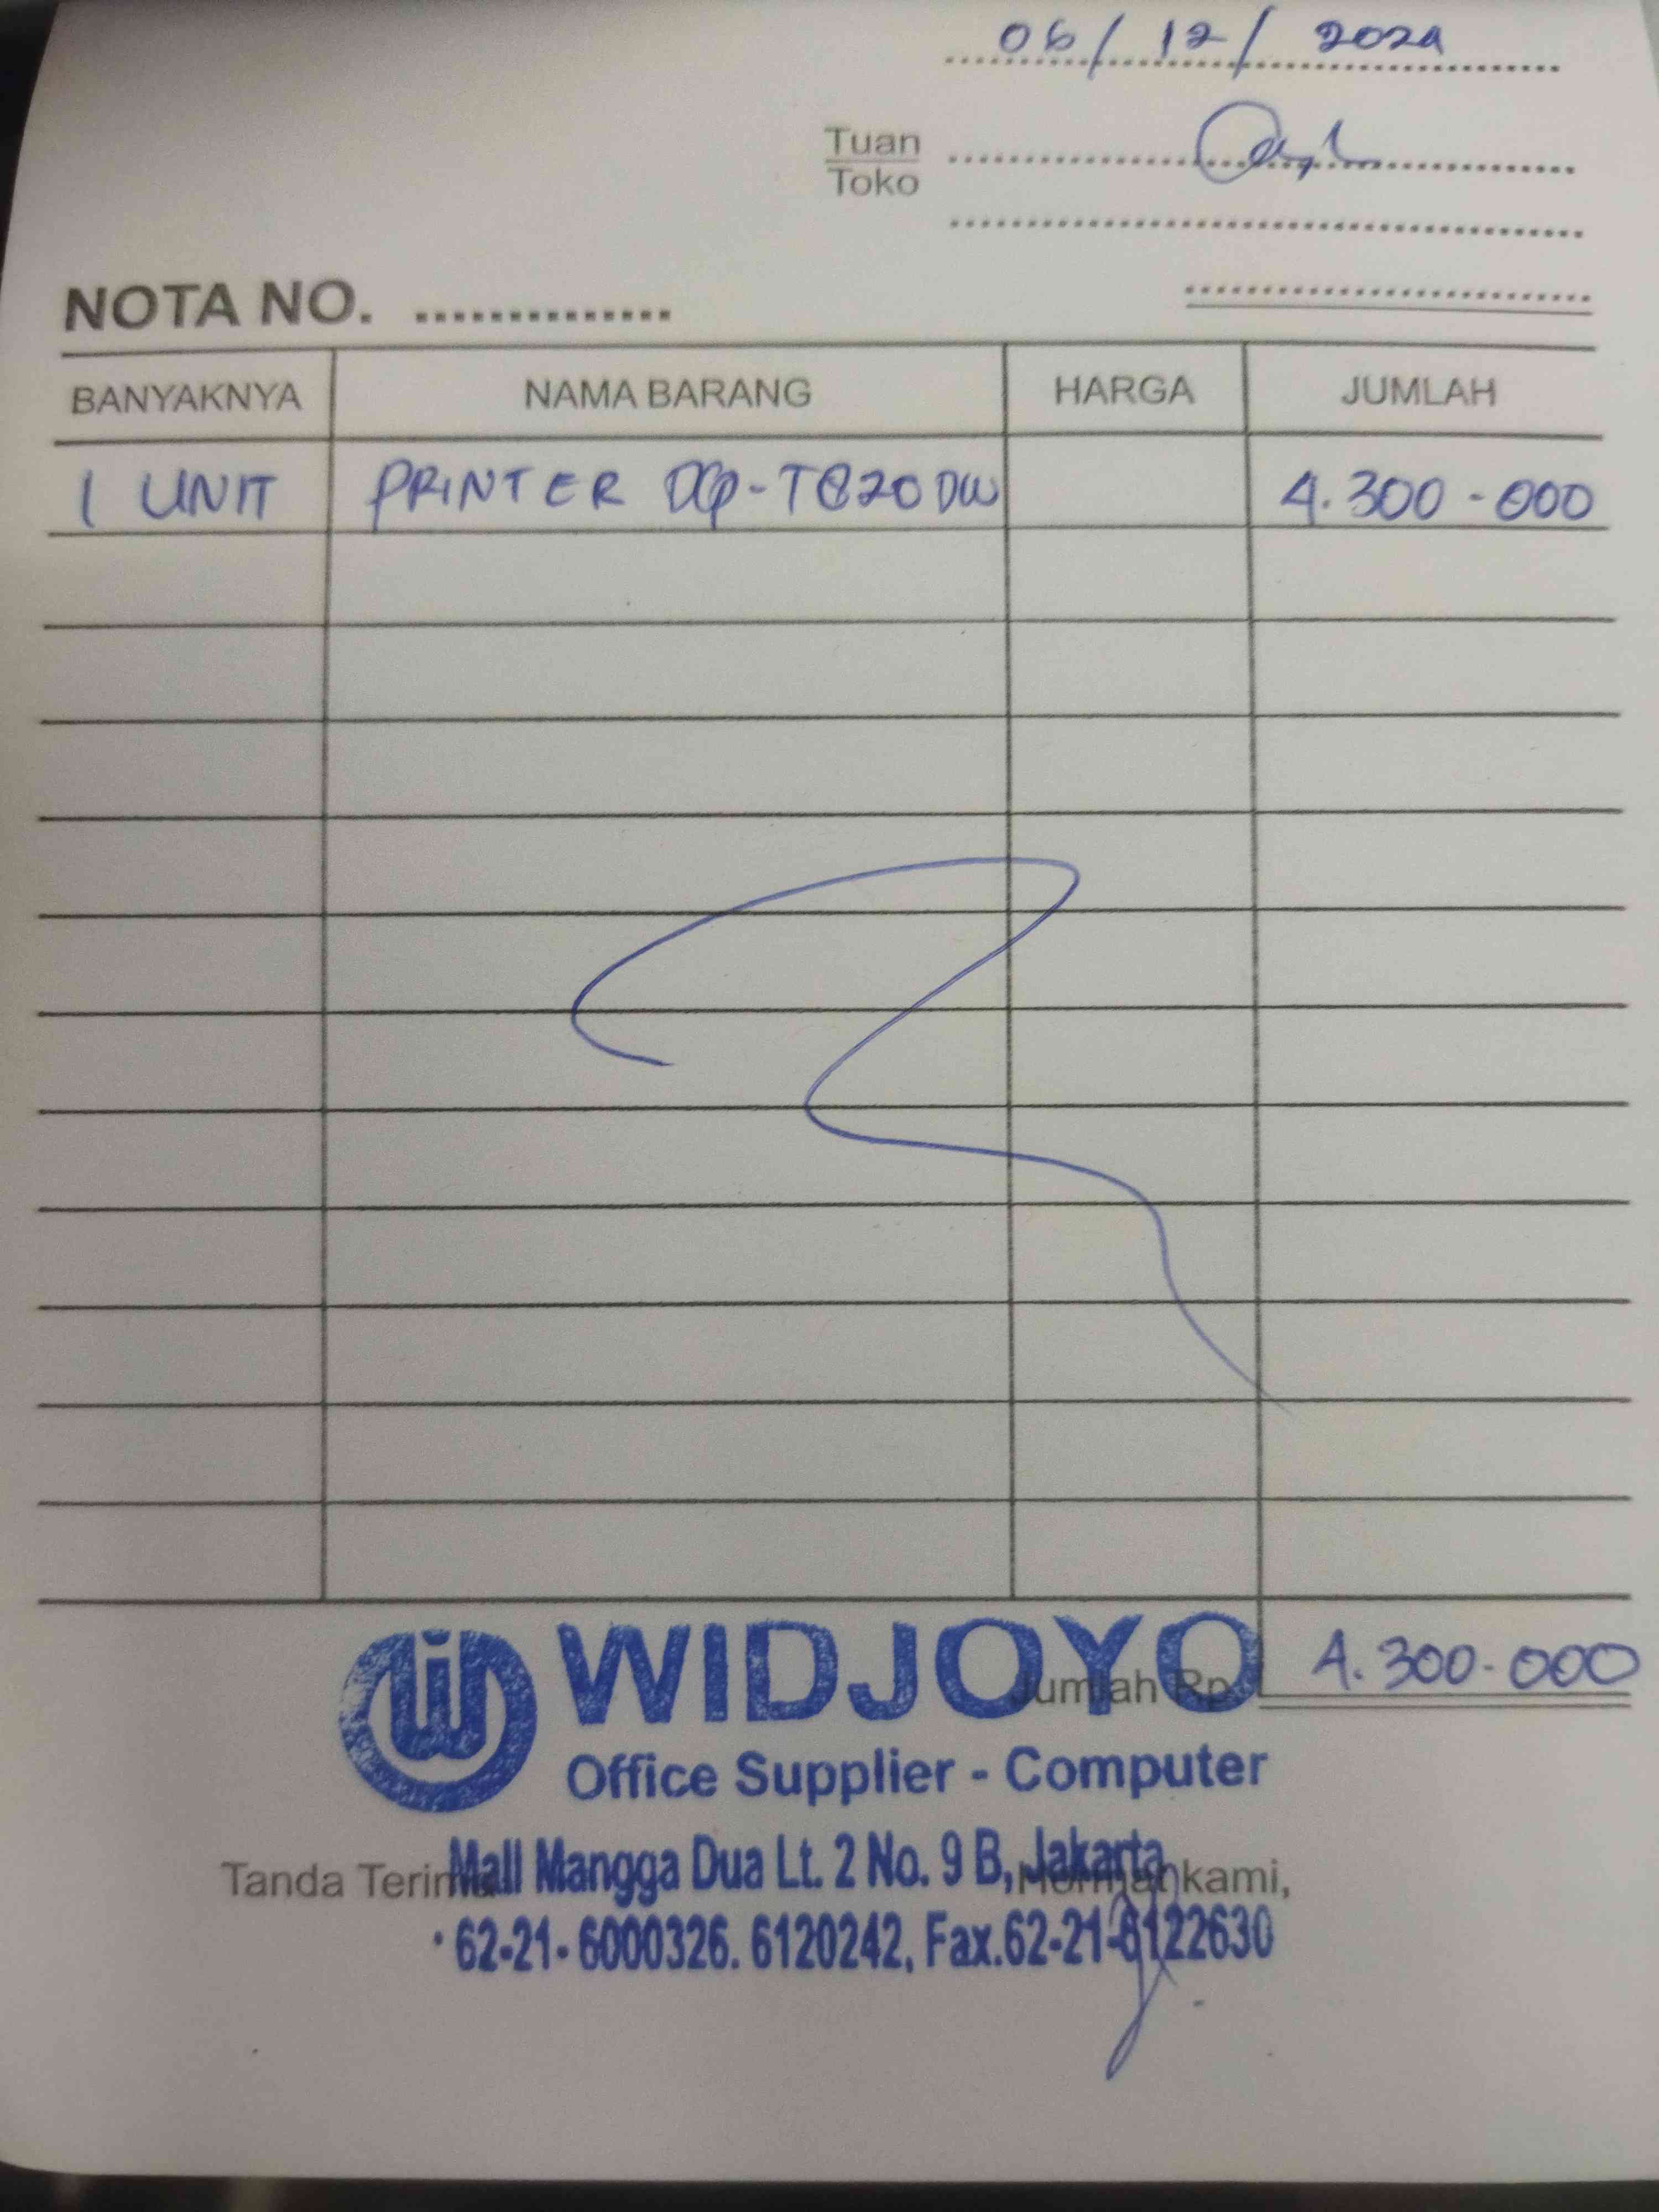 06/12/2024
Tuan
Toko
NOTA NO.
BANYAKNYA NAMA BARANG HARGA JUMLAH
1 UNIT PRINTER DCP-T820DW 4.300-000
WIDJOYO
Jumlah Rp. 4.300-000
Office Supplier - Computer
Mall Mangga Dua Lt. 2 No. 9 B, Jakarta
Tanda Terima Hormat kami,
62-21- 6000326. 6120242, Fax.62-21-6122630